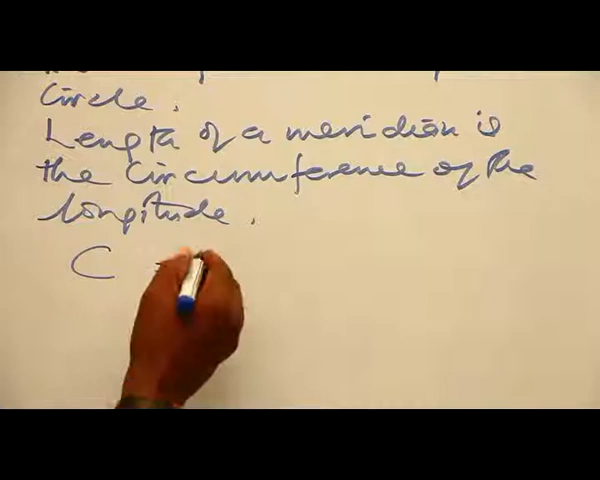 Circle.
Length of a meridian is
the Circumference of the
longitude.
C